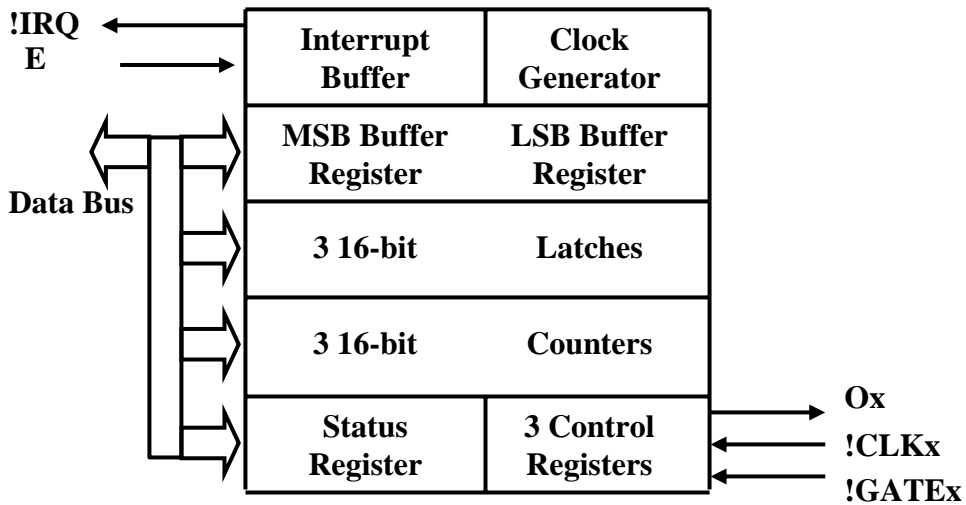 !IRQ
E
Interrupt
Buffer
Clock
Generator
MSB Buffer
Register
LSB Buffer
Register
Data Bus
3 16-bit
Latches
3 16-bit
Counters
Status
Register
3 Control
Registers
Ox
!CLKx
!GATEx